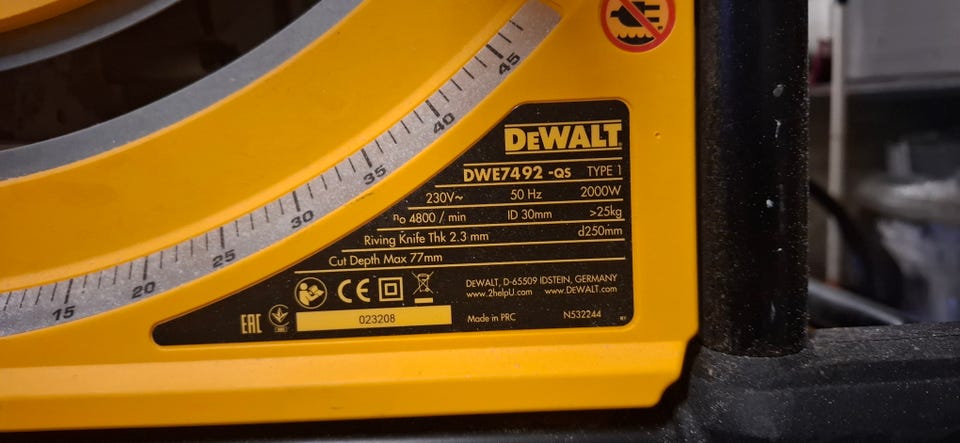 45
40
35
30
25
20
15
DEWALT
DWE7492 -QS TYPE 1
230V~ 50 Hz 2000W
no 4800 / min ID 30mm >25kg
Riving Knife Thk 2.3 mm d250mm
Cut Depth Max 77mm
DEWALT, D-65509 IDSTEIN, GERMANY
www.2helpU.com www.DEWALT.com
EAC CE
023208 Made in PRC N532244